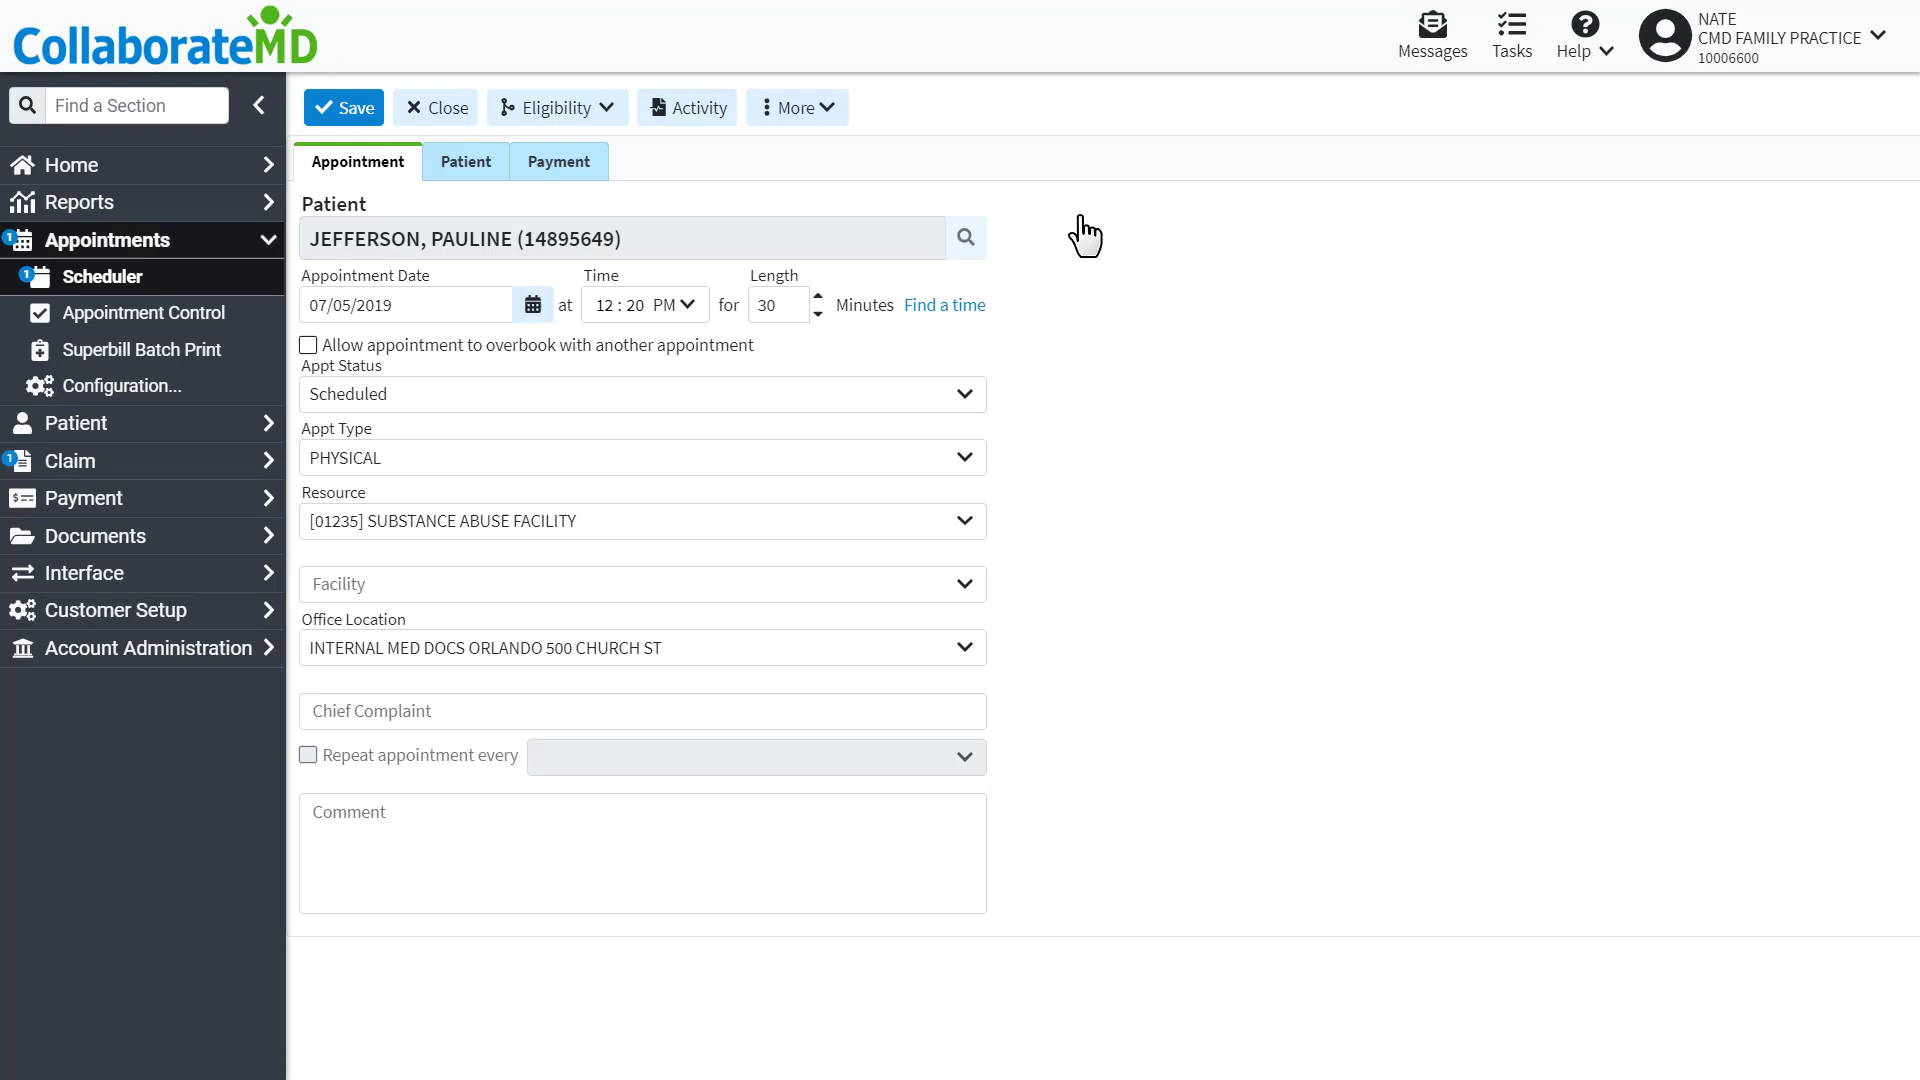 CollaborateMD
Messages
Tasks
Help
NATE
CMD FAMILY PRACTICE
10006600
Find a Section
Save
Close
Eligibility
Activity
More
Home
Reports
1
Appointments
1
Scheduler
Appointment Control
Superbill Batch Print
Configuration...
Patient
1
Claim
Payment
Documents
Interface
Customer Setup
Account Administration
Appointment
Patient
Payment
Patient
JEFFERSON, PAULINE (14895649)
Appointment Date
Time
Length
07/05/2019
at
12 : 20 PM
for
30
Minutes
Find a time
Allow appointment to overbook with another appointment
Appt Status
Scheduled
Appt Type
PHYSICAL
Resource
[01235] SUBSTANCE ABUSE FACILITY
Facility
Office Location
INTERNAL MED DOCS ORLANDO 500 CHURCH ST
Chief Complaint
Repeat appointment every
Comment